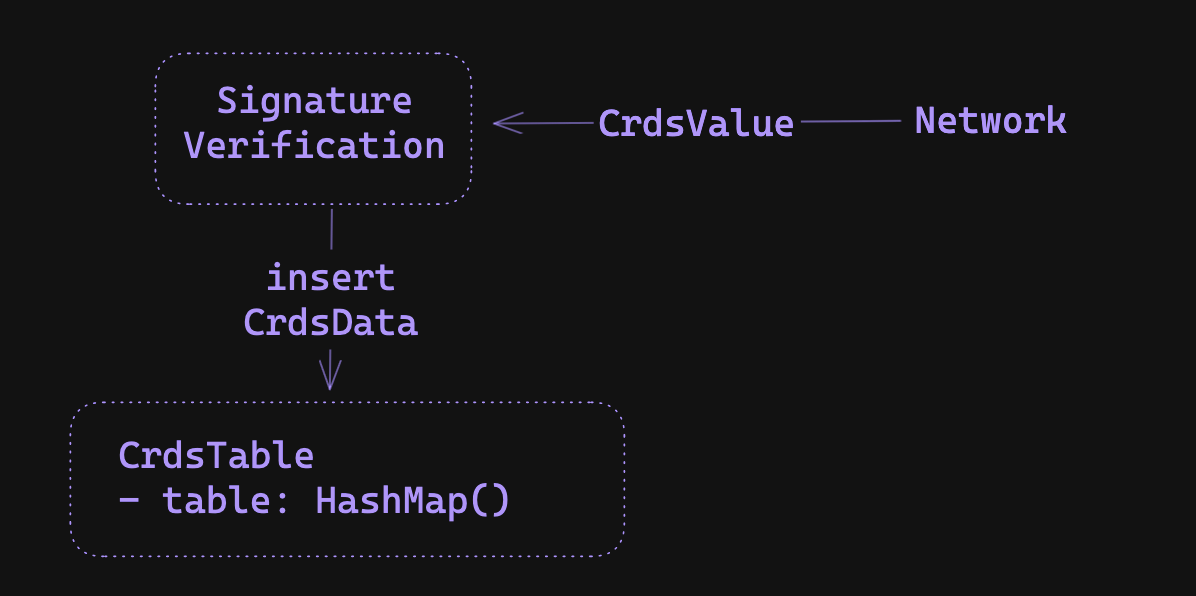 Signature
Verification
CrdsValue
Network
insert
CrdsData
CrdsTable
- table: HashMap()